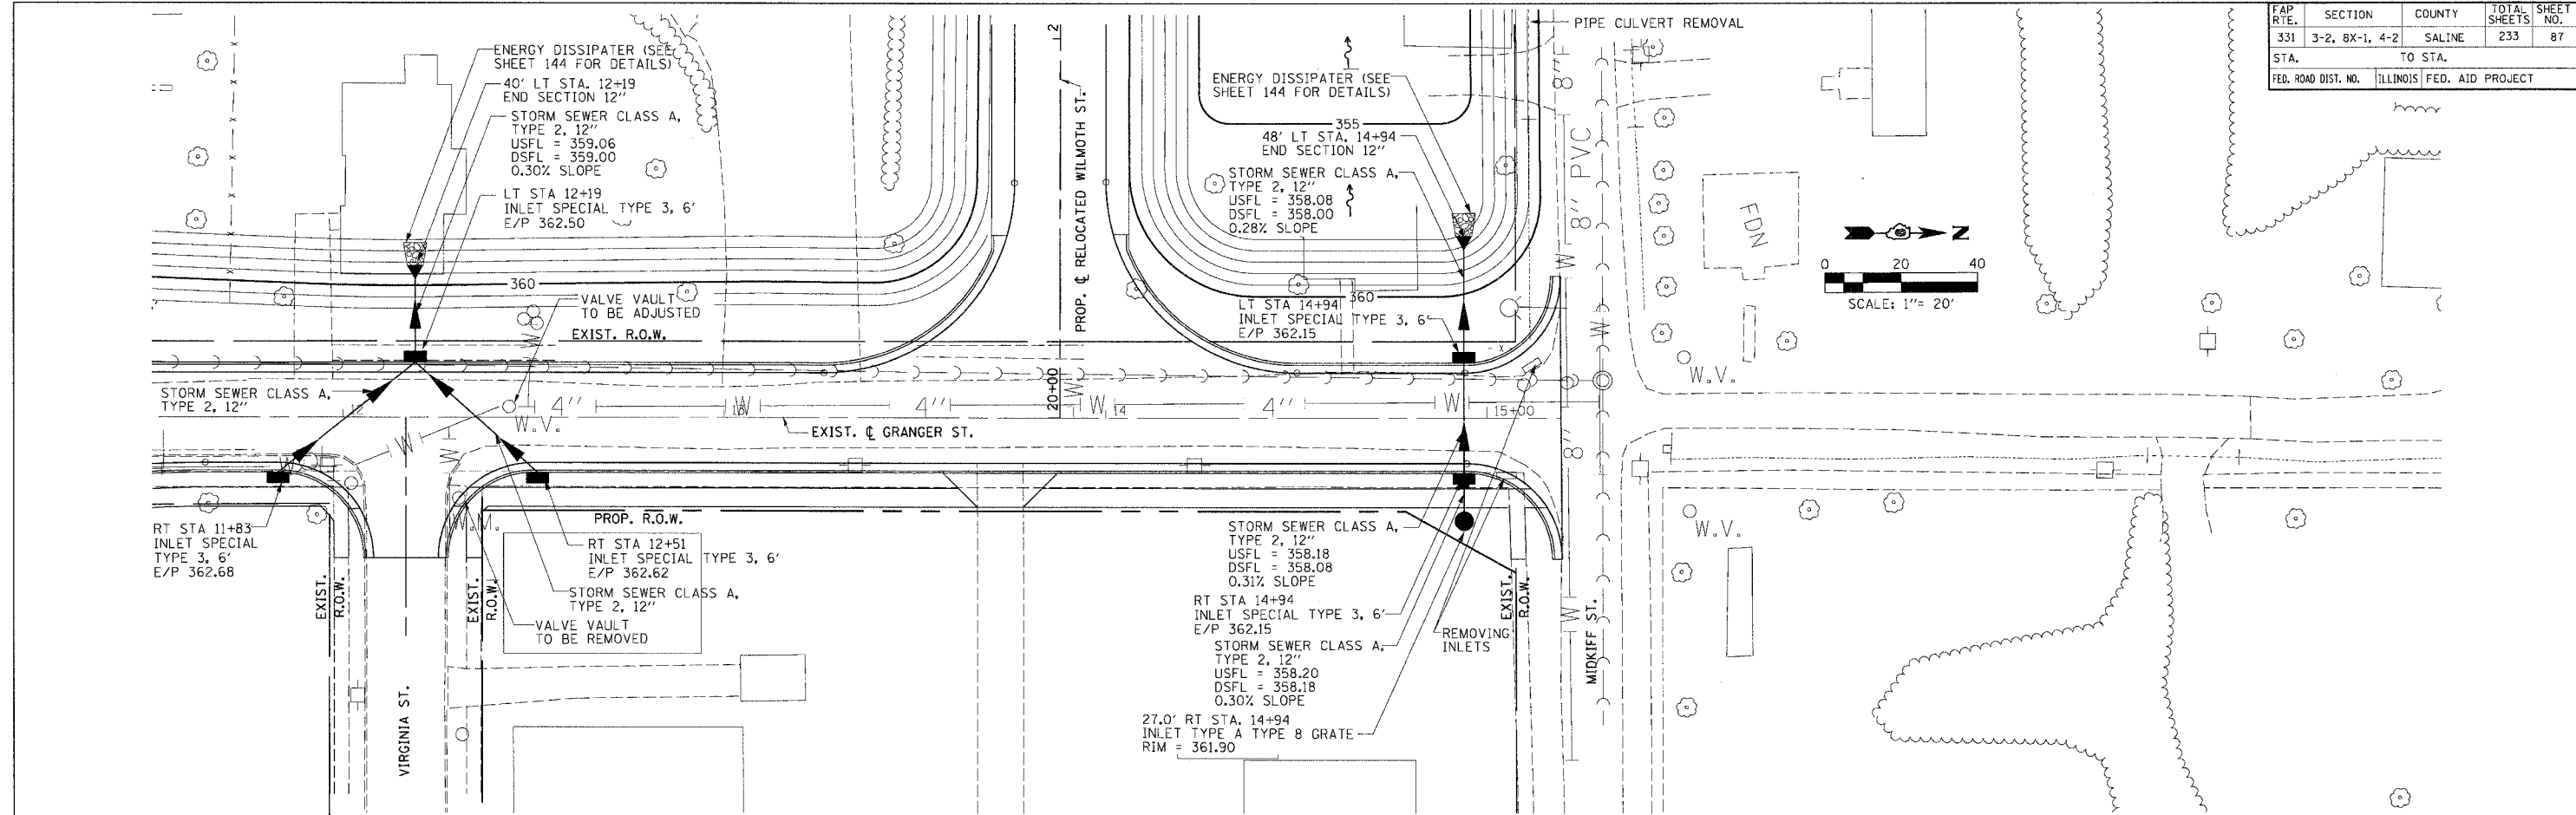 FAP RTE. SECTION COUNTY TOTAL SHEETS SHEET NO.
331 3-2, 8X-1, 4-2 SALINE 233 87
STA. TO STA.
FED. ROAD DIST. NO. ILLINOIS FED. AID PROJECT
ENERGY DISSIPATER (SEE
SHEET 144 FOR DETAILS)
40' LT STA. 12+19
END SECTION 12"
STORM SEWER CLASS A,
TYPE 2, 12"
USFL = 359.06
DSFL = 359.00
0.30% SLOPE
LT STA 12+19
INLET SPECIAL TYPE 3, 6'
E/P 362.50
360
VALVE VAULT
TO BE ADJUSTED
EXIST. R.O.W.
2
PROP. ℄ RELOCATED WILMOTH ST.
20+00
PIPE CULVERT REMOVAL
ENERGY DISSIPATER (SEE
SHEET 144 FOR DETAILS)
355
48' LT STA. 14+94
END SECTION 12"
STORM SEWER CLASS A,
TYPE 2, 12"
USFL = 358.08
DSFL = 358.00
0.28% SLOPE
360
LT STA 14+94
INLET SPECIAL TYPE 3, 6'
E/P 362.15
8"
8" PVC
W
W
FDN
N
0 20 40
SCALE: 1"= 20'
W.V.
STORM SEWER CLASS A,
TYPE 2, 12"
12
W
W
W
W.V.
4" W 4" W 4" W
13
14
15+00
EXIST. ℄ GRANGER ST.
8"
W
W.V.
RT STA 11+83
INLET SPECIAL
TYPE 3, 6'
E/P 362.68
W.M.
PROP. R.O.W.
RT STA 12+51
INLET SPECIAL TYPE 3, 6'
E/P 362.62
STORM SEWER CLASS A,
TYPE 2, 12"
VALVE VAULT
TO BE REMOVED
EXIST.
R.O.W.
EXIST.
R.O.W.
VIRGINIA ST.
STORM SEWER CLASS A,
TYPE 2, 12"
USFL = 358.18
DSFL = 358.08
0.31% SLOPE
RT STA 14+94
INLET SPECIAL TYPE 3, 6'
E/P 362.15
STORM SEWER CLASS A,
TYPE 2, 12"
USFL = 358.20
DSFL = 358.18
0.30% SLOPE
27.0' RT STA. 14+94
INLET TYPE A TYPE 8 GRATE
RIM = 361.90
REMOVING
INLETS
EXIST.
R.O.W.
MIDKIFF ST.